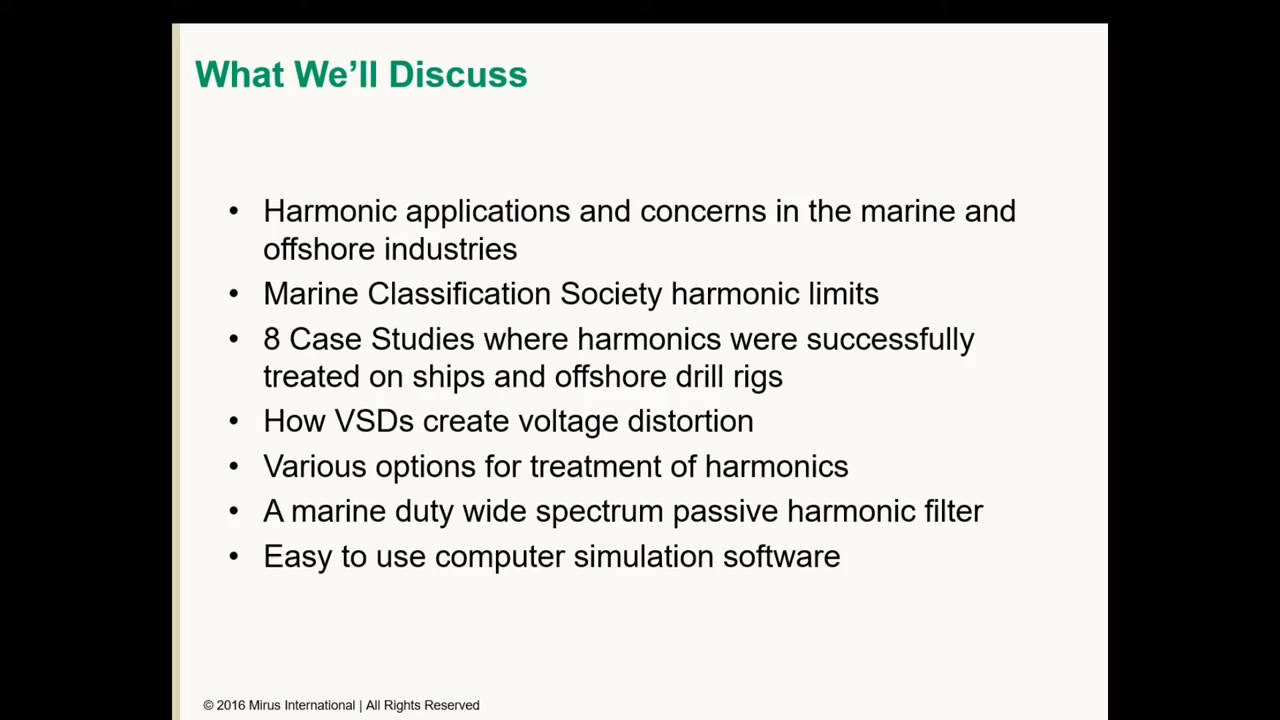 What We’ll Discuss
• Harmonic applications and concerns in the marine and
offshore industries
• Marine Classification Society harmonic limits
• 8 Case Studies where harmonics were successfully
treated on ships and offshore drill rigs
• How VSDs create voltage distortion
• Various options for treatment of harmonics
• A marine duty wide spectrum passive harmonic filter
• Easy to use computer simulation software
© 2016 Mirus International | All Rights Reserved